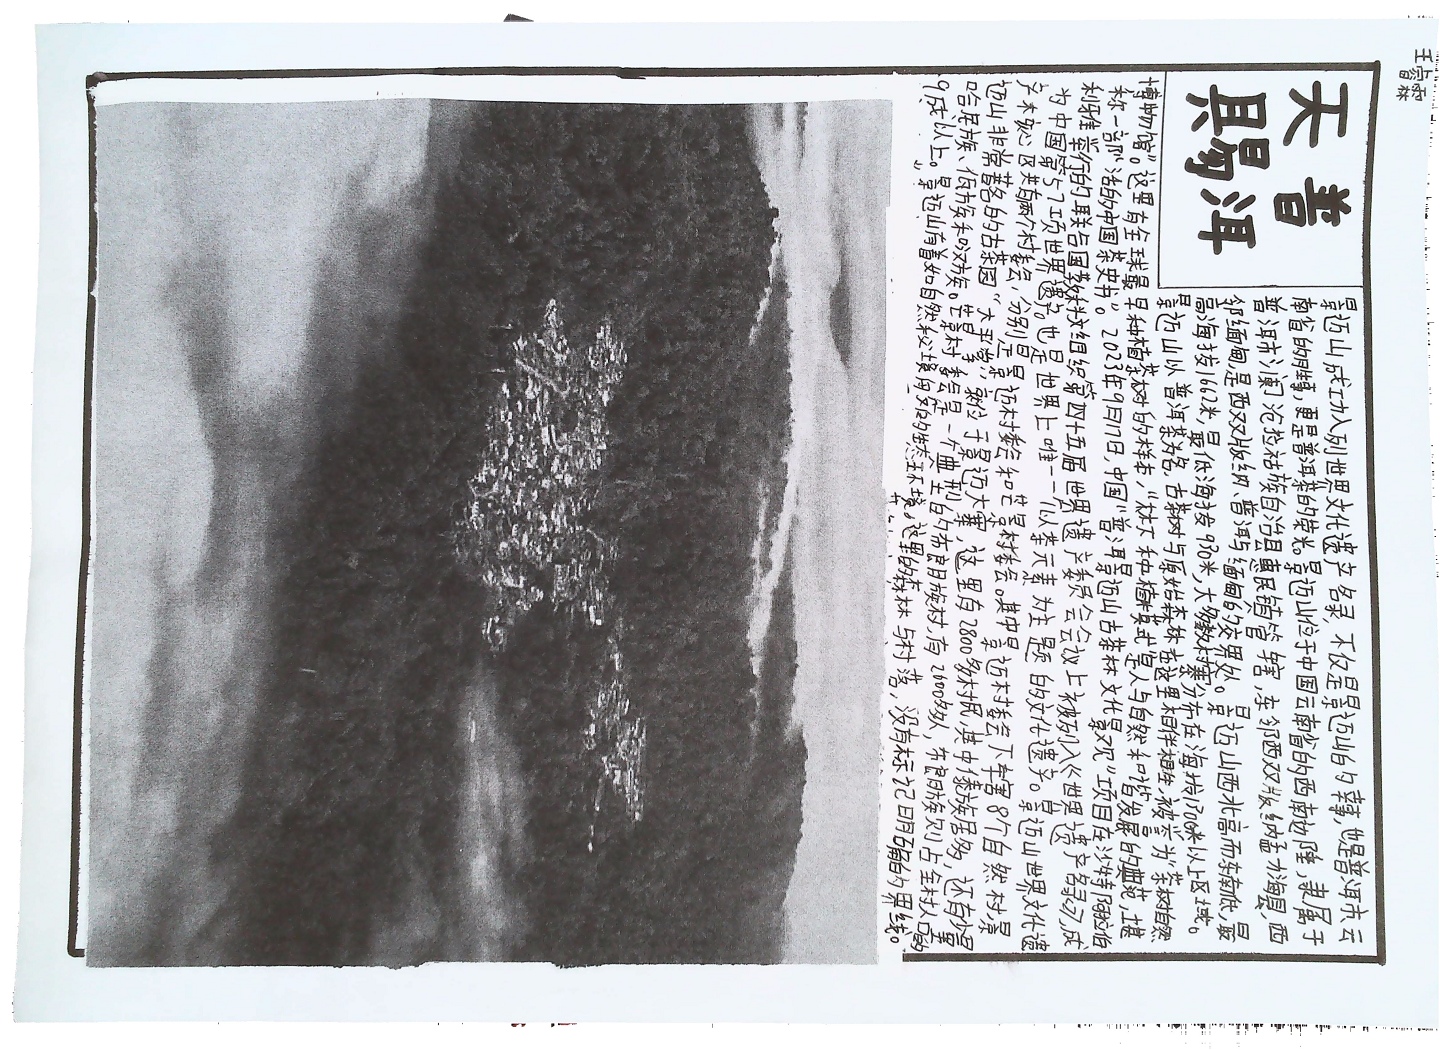 王睿霖
天 普
賜 洱
景迈山成功入列世界文化遗产名录,不仅是景迈山的幸事,也是普洱市、云
南省的胜事,更是普洱茶的荣光。景迈山位于中国云南省的西南边陲,隶属于
普洱市澜沧拉祜族自治县惠民镇管辖,东邻西双版纳勐海县,西
邻缅甸,是西双版纳、普洱与缅甸的交界处。景迈山西北高而东南低,最
高海拔1662米,最低海拔930米,大多数村寨分布在海拔1300米以上区域。
景迈山以普洱茶为名,古茶树与原始森林在这里相伴相生,被誉为“茶树自然
博物馆”。这里有全球最早种植茶树的样本,“林下种植模式”是人与自然和谐发展的典范,堪
称一部“活的中国茶史书”。2023年9月17日,中国“普洱景迈山古茶林文化景观”项目在沙特阿拉伯
利雅得举行的联合国教科文组织第四十五届世界遗产委员会会议上被列入《世界遗产名录》,成
为中国第57项世界遗产。也是世界上唯一一个以茶元素为主题的文化遗产。景迈山世界文化遗
产核心区共有两个村委会,分别是景迈村委会和芒景村委会。其中景迈村委会下辖8个自然村,景
迈山非常著名的古茶园“大平掌”,就位于景迈大寨,这里有2800多村民,其中傣族居多,还有少量
哈尼族、佤族和汉族。芒景村委会是一个典型的布朗族村,有2600多人,布朗族则占全村人口的
9成以上。景迈山有着如自然秘境般的生态环境。这里的森林与村落,没有标记明确的界线。